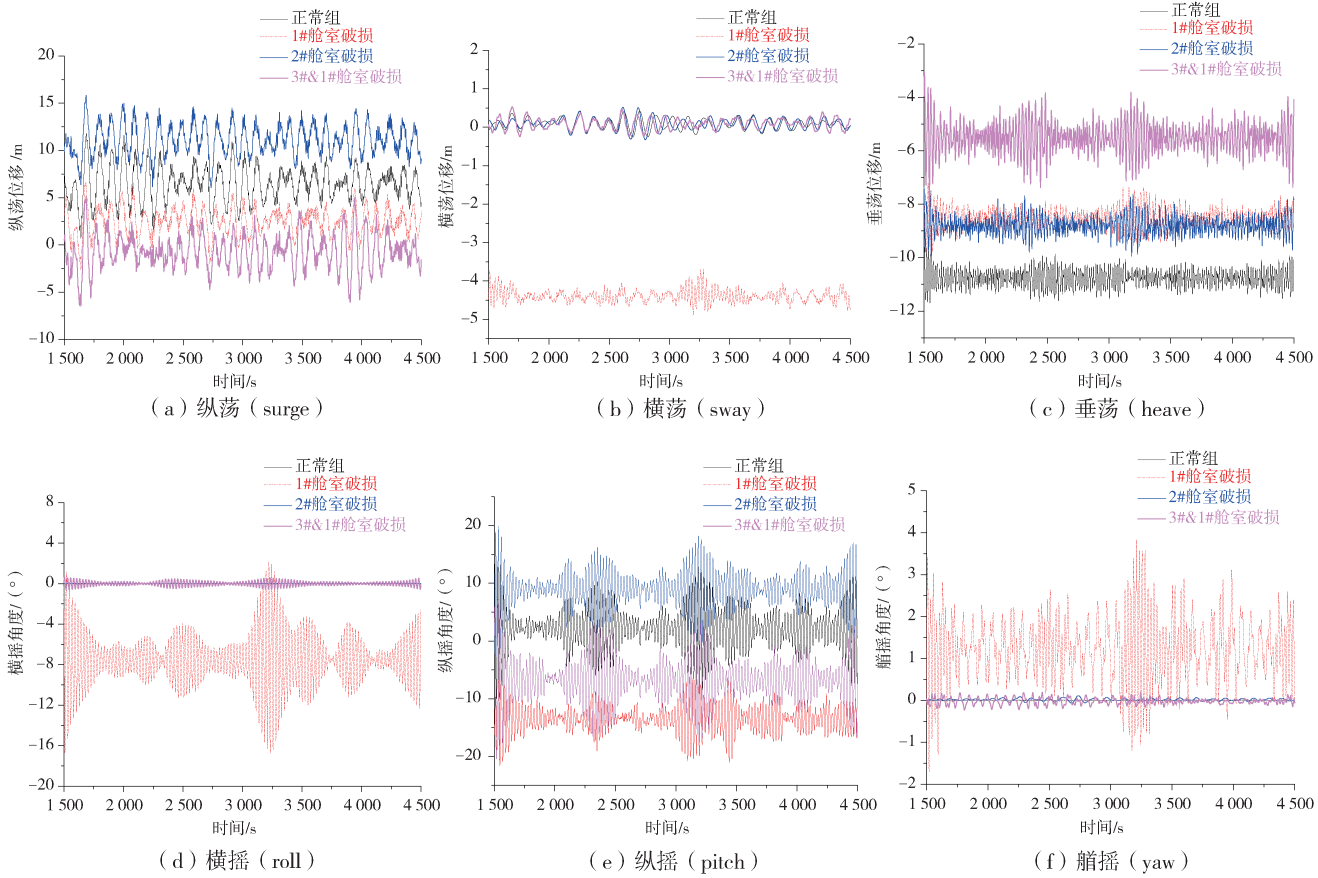 正常组
1#舱室破损
2#舱室破损
3#&1#舱室破损
20
15
10
5
0
−5
−10
纵荡位移/m
1 500 2 000 2 500 3 000 3 500 4 000 4 500
时间/s
（a）纵荡（surge）
正常组
1#舱室破损
2#舱室破损
3#&1#舱室破损
2
1
0
−1
−2
−3
−4
−5
横荡位移/m
1 500 2 000 2 500 3 000 3 500 4 000 4 500
时间/s
（b）横荡（sway）
正常组
1#舱室破损
2#舱室破损
3#&1#舱室破损
−2
−4
−6
−8
−10
−12
垂荡位移/m
1 500 2 000 2 500 3 000 3 500 4 000 4 500
时间/s
（c）垂荡（heave）
正常组
1#舱室破损
2#舱室破损
3#&1#舱室破损
8
4
0
−4
−8
−12
−16
−20
横摇角度/（°）
1 500 2 000 2 500 3 000 3 500 4 000 4 500
时间/s
（d）横摇（roll）
正常组
1#舱室破损
2#舱室破损
3#&1#舱室破损
20
10
0
−10
−20
纵摇角度/（°）
1 500 2 000 2 500 3 000 3 500 4 000 4 500
时间/s
（e）纵摇（pitch）
正常组
1#舱室破损
2#舱室破损
3#&1#舱室破损
5
4
3
2
1
0
−1
−2
艏摇角度/（°）
1 500 2 000 2 500 3 000 3 500 4 000 4 500
时间/s
（f）艏摇（yaw）